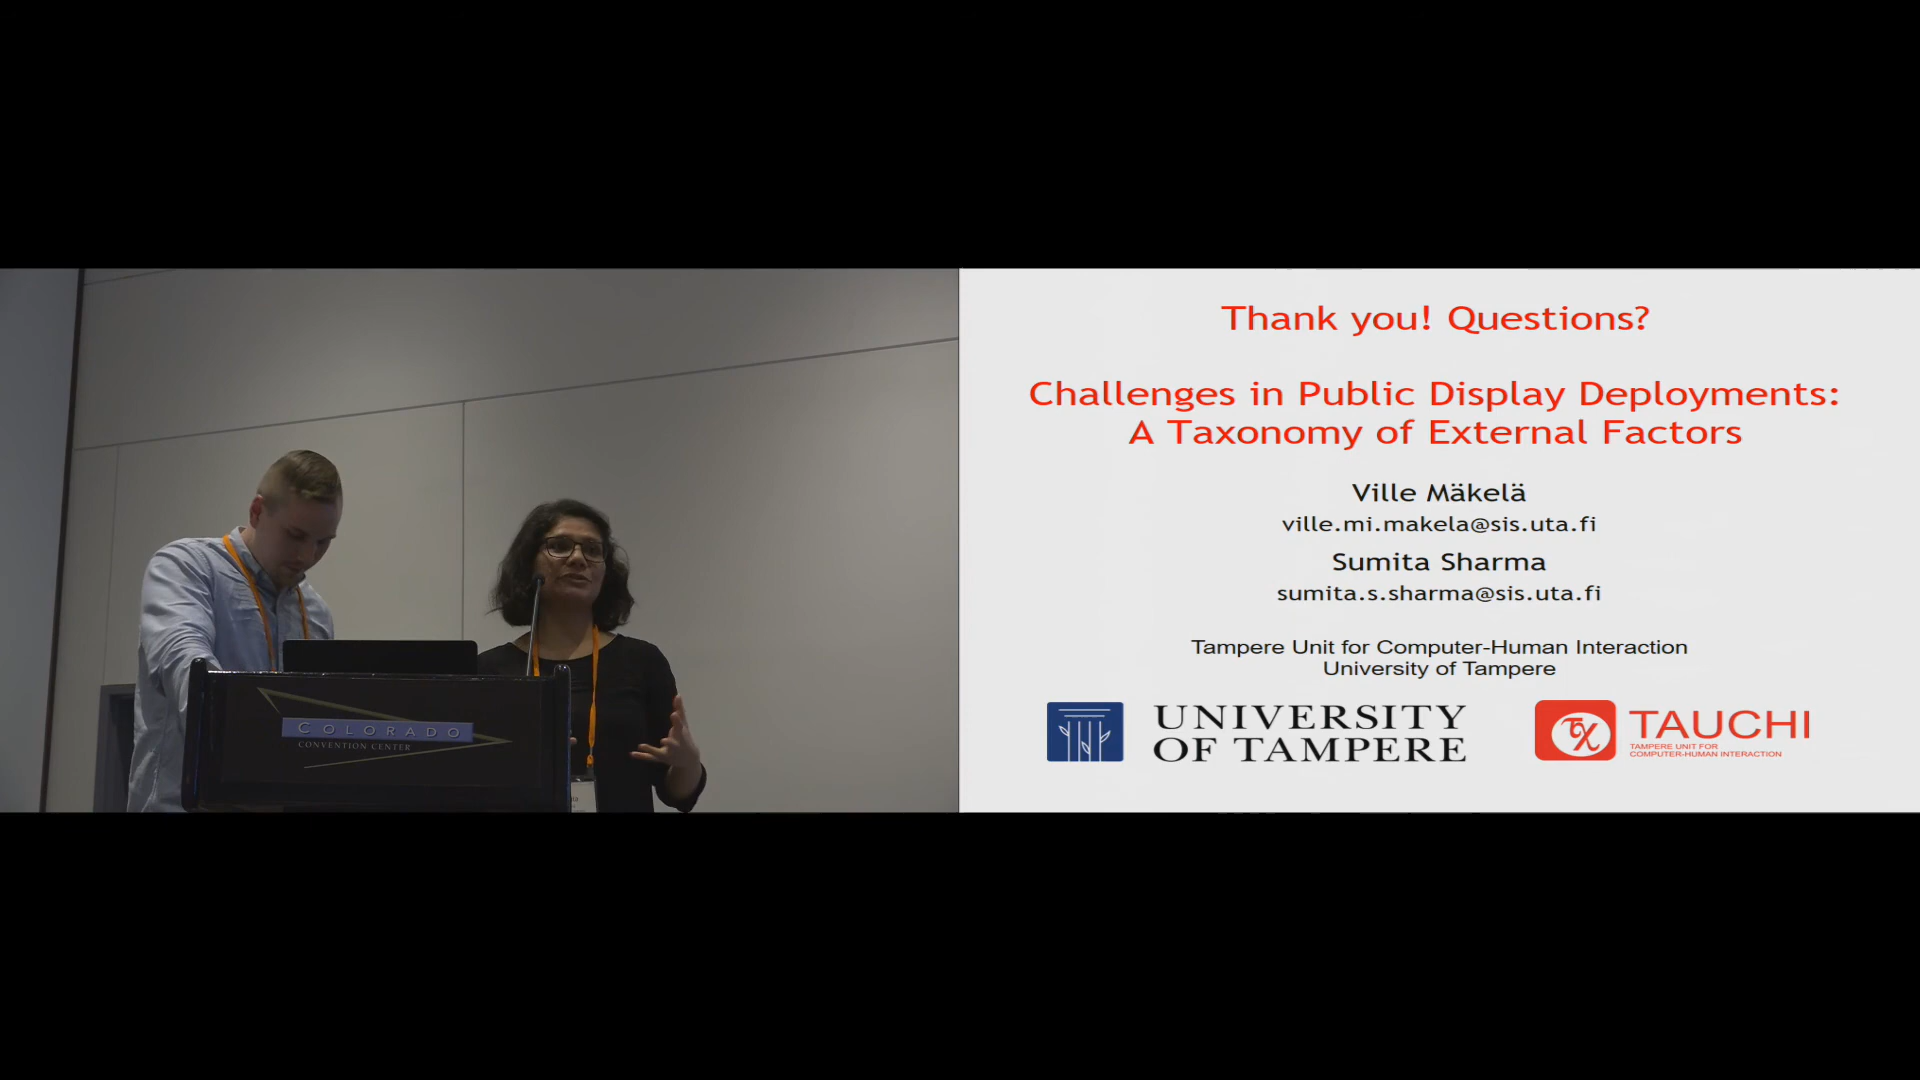 COLORADO
CONVENTION CENTER
Thank you! Questions?
Challenges in Public Display Deployments:
A Taxonomy of External Factors
Ville Mäkelä
ville.mi.makela@sis.uta.fi
Sumita Sharma
sumita.s.sharma@sis.uta.fi
Tampere Unit for Computer-Human Interaction
University of Tampere
UNIVERSITY
OF TAMPERE
TAUCHI
TAMPERE UNIT FOR
COMPUTER-HUMAN INTERACTION